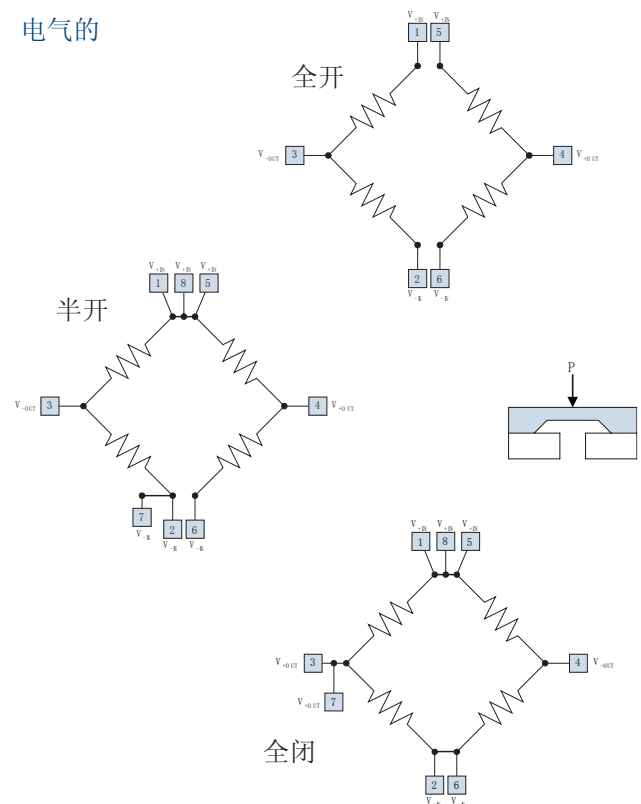 电气的
V+IN V+IN
1 5
全开
V-OUT 3
4 V+OUT
2 6
V-IN V-IN
V+IN V+IN V+IN
1 8 5
半开
V-OUT 3
4 V+OUT
7 2 6
V-IN V-IN V-IN
P
V+IN V+IN V+IN
1 8 5
V+OUT 3
4 V-OUT
V+OUT 7
全闭
2 6
V-IN V-IN